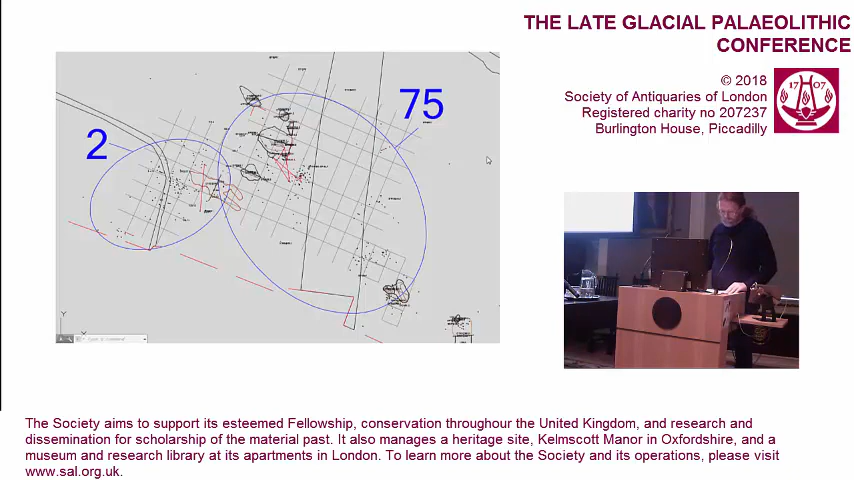 THE LATE GLACIAL PALAEOLITHIC
CONFERENCE
© 2018
Society of Antiquaries of London
Registered charity no 207237
Burlington House, Piccadilly
17 07
75
2
The Society aims to support its esteemed Fellowship, conservation throughour the United Kingdom, and research and
dissemination for scholarship of the material past. It also manages a heritage site, Kelmscott Manor in Oxfordshire, and a
museum and research library at its apartments in London. To learn more about the Society and its operations, please visit
www.sal.org.uk.